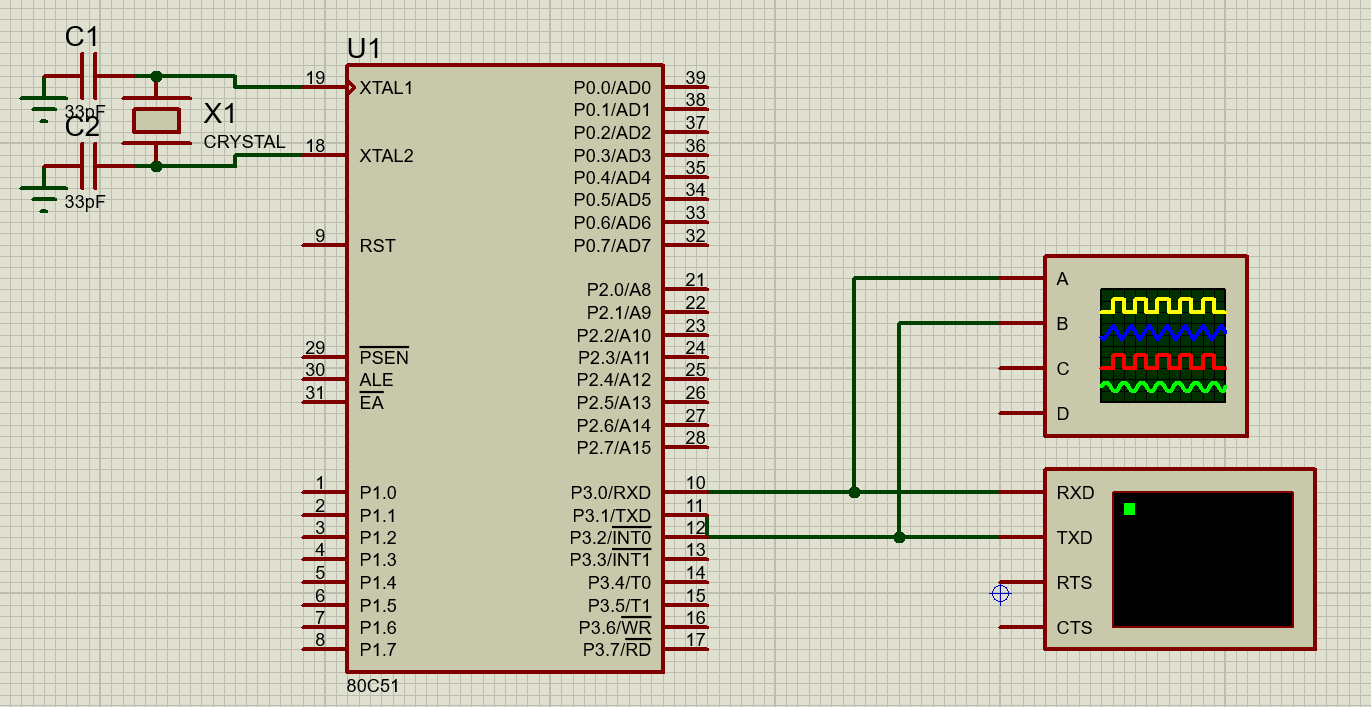 C1
33pF
C2
33pF
X1
CRYSTAL
U1
19 XTAL1
18 XTAL2
9 RST
29 PSEN
30 ALE
31 EA
1 P1.0
2 P1.1
3 P1.2
4 P1.3
5 P1.4
6 P1.5
7 P1.6
8 P1.7
P0.0/AD0 39
P0.1/AD1 38
P0.2/AD2 37
P0.3/AD3 36
P0.4/AD4 35
P0.5/AD5 34
P0.6/AD6 33
P0.7/AD7 32
P2.0/A8 21
P2.1/A9 22
P2.2/A10 23
P2.3/A11 24
P2.4/A12 25
P2.5/A13 26
P2.6/A14 27
P2.7/A15 28
P3.0/RXD 10
P3.1/TXD 11
P3.2/INT0 12
P3.3/INT1 13
P3.4/T0 14
P3.5/T1 15
P3.6/WR 16
P3.7/RD 17
80C51
A
B
C
D
RXD
TXD
RTS
CTS